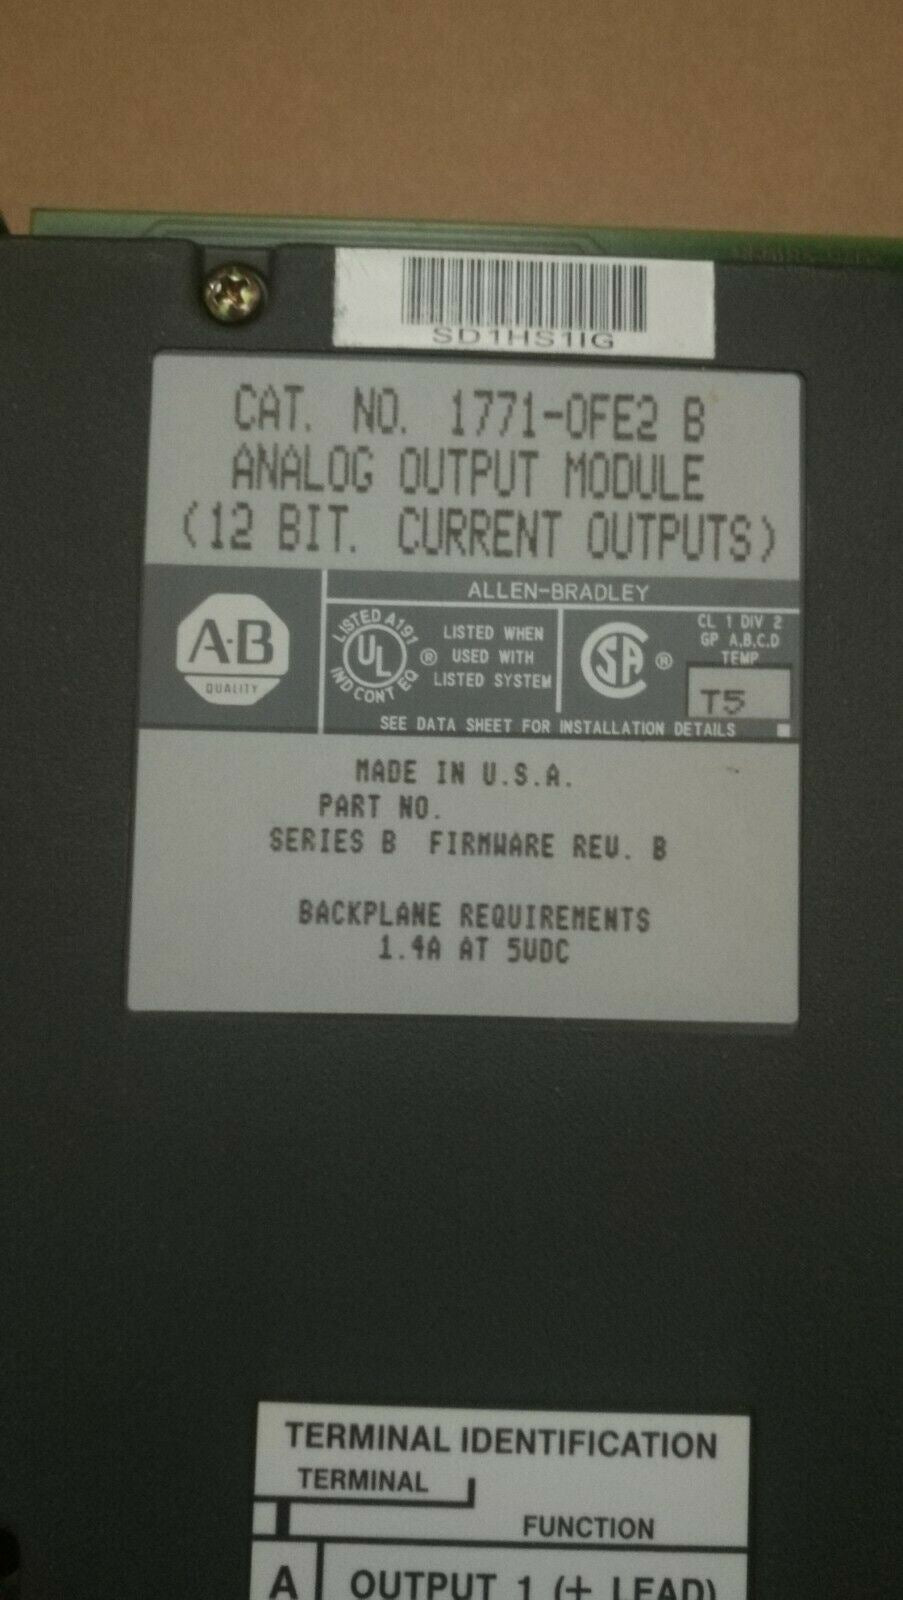 SD1HS1IG
CAT. NO. 1771-OFE2 B
ANALOG OUTPUT MODULE
(12 BIT. CURRENT OUTPUTS)
ALLEN-BRADLEY
A-B
QUALITY
LISTED A191
UL
IND CONT EQ
®
LISTED WHEN
USED WITH
LISTED SYSTEM
SA
®
CL 1 DIV 2
GP A,B,C,D
TEMP
T5
SEE DATA SHEET FOR INSTALLATION DETAILS
MADE IN U.S.A.
PART NO.
SERIES B FIRMWARE REV. B
BACKPLANE REQUIREMENTS
1.4A AT 5VDC
TERMINAL IDENTIFICATION
TERMINAL
FUNCTION
A OUTPUT 1 (+ LEAD)